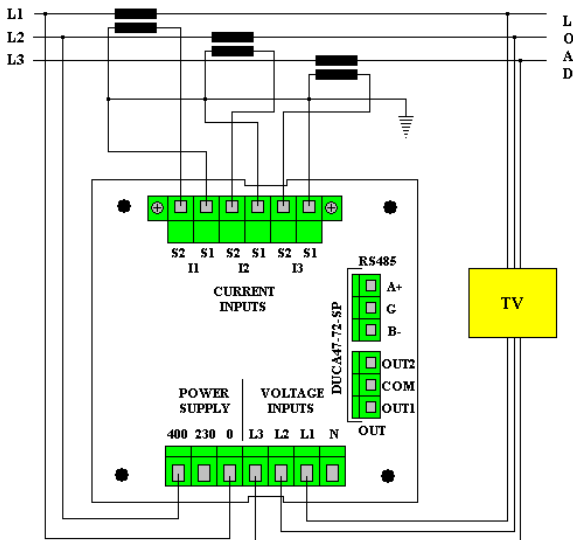 L1
L2
L3
L
O
A
D
S2 S1 S2 S1 S2 S1
I1 I2 I3
CURRENT
INPUTS
RS485
A+
G
B-
DUCA47-72-SP
OUT2
COM
OUT1
OUT
TV
POWER
SUPPLY
VOLTAGE
INPUTS
400 230 0 L3 L2 L1 N